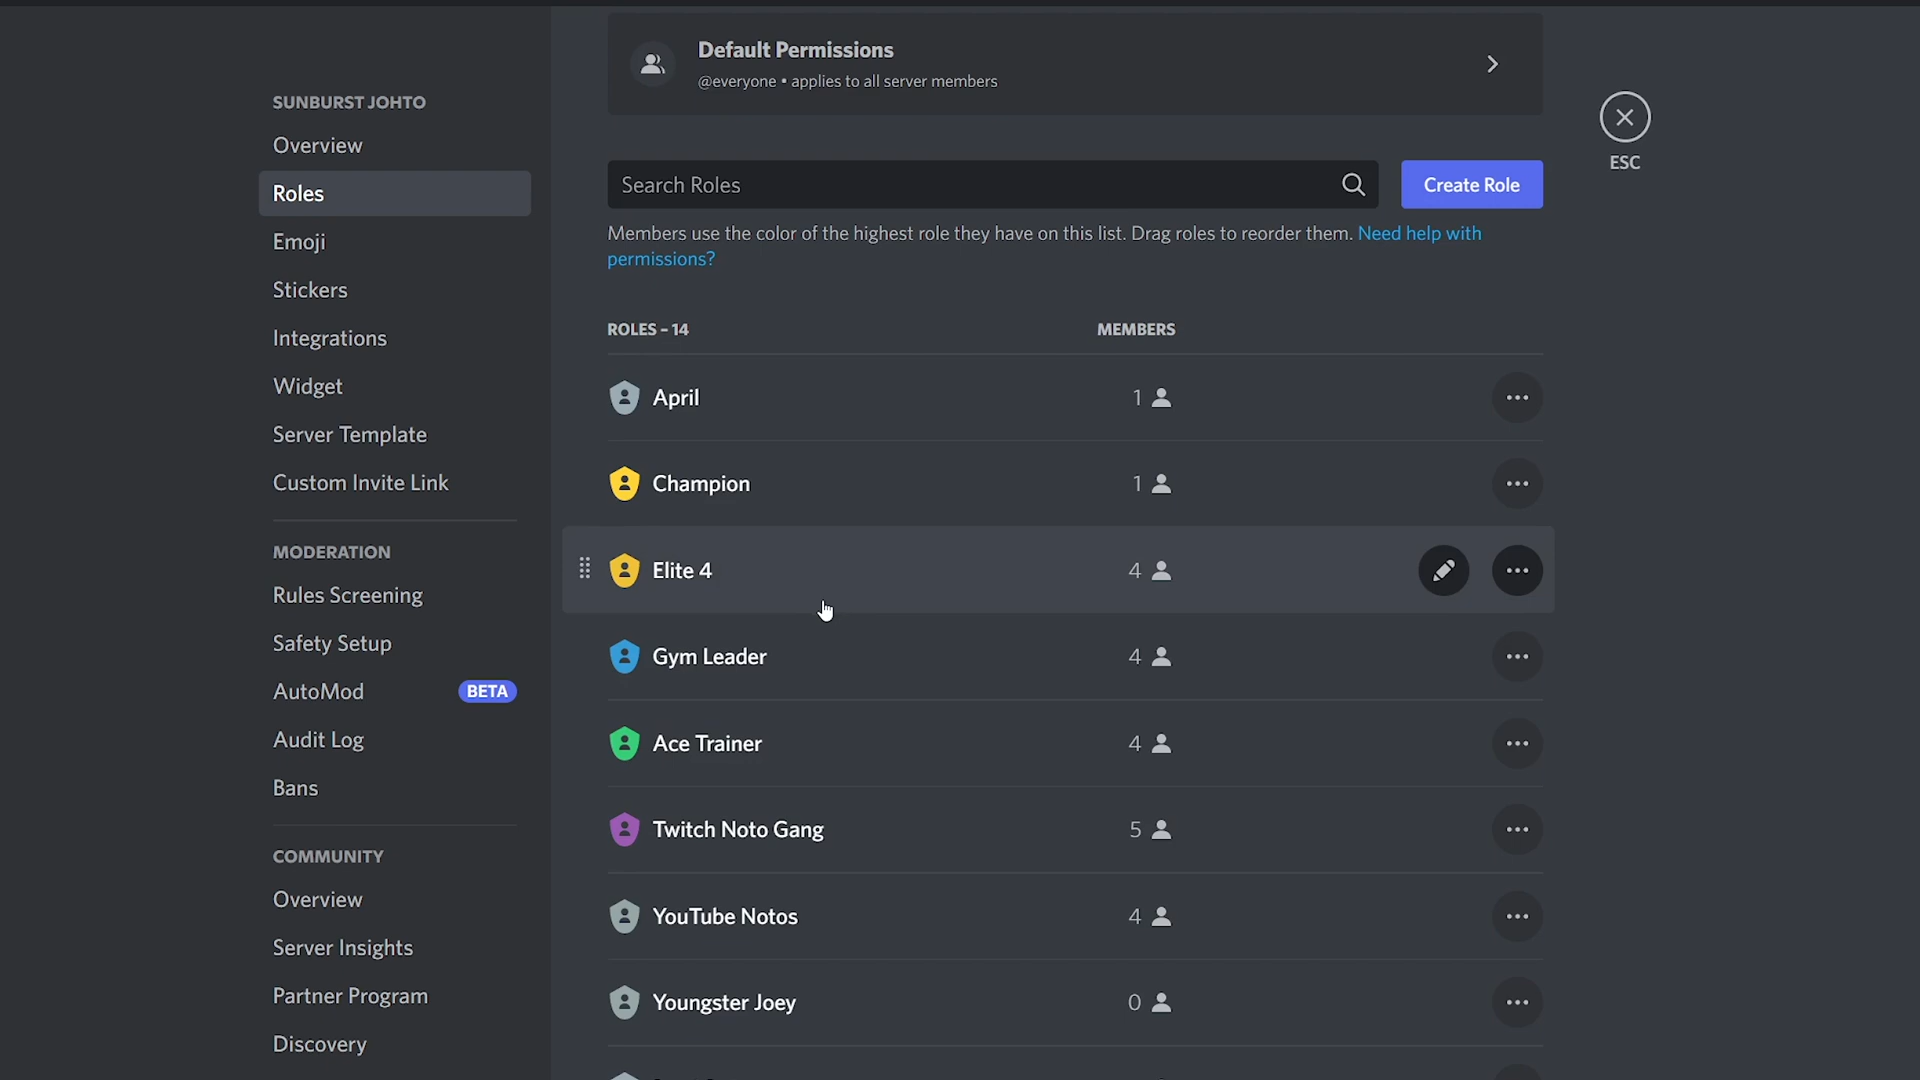 SUNBURST JOHTO
Overview
Roles
Emoji
Stickers
Integrations
Widget
Server Template
Custom Invite Link
MODERATION
Rules Screening
Safety Setup
AutoMod BETA
Audit Log
Bans
COMMUNITY
Overview
Server Insights
Partner Program
Discovery
Default Permissions
@everyone • applies to all server members
Search Roles
Create Role
Members use the color of the highest role they have on this list. Drag roles to reorder them. Need help with
permissions?
ROLES – 14 MEMBERS
April 1
Champion 1
Elite 4 4
Gym Leader 4
Ace Trainer 4
Twitch Noto Gang 5
YouTube Notos 4
Youngster Joey 0
ESC